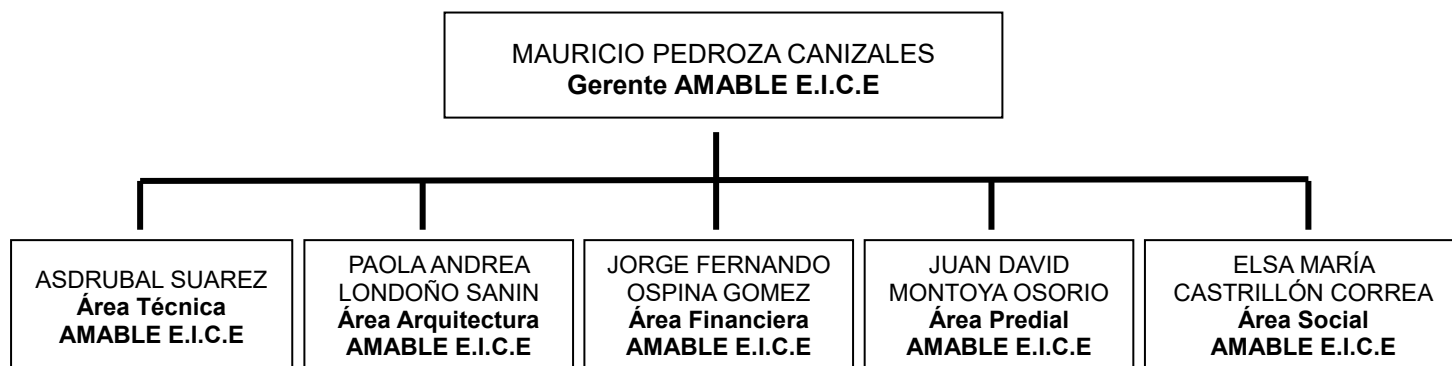 MAURICIO PEDROZA CANIZALES
Gerente AMABLE E.I.C.E
ASDRUBAL SUAREZ
Área Técnica
AMABLE E.I.C.E
PAOLA ANDREA
LONDOÑO SANIN
Área Arquitectura
AMABLE E.I.C.E
JORGE FERNANDO
OSPINA GOMEZ
Área Financiera
AMABLE E.I.C.E
JUAN DAVID
MONTOYA OSORIO
Área Predial
AMABLE E.I.C.E
ELSA MARÍA
CASTRILLÓN CORREA
Área Social
AMABLE E.I.C.E